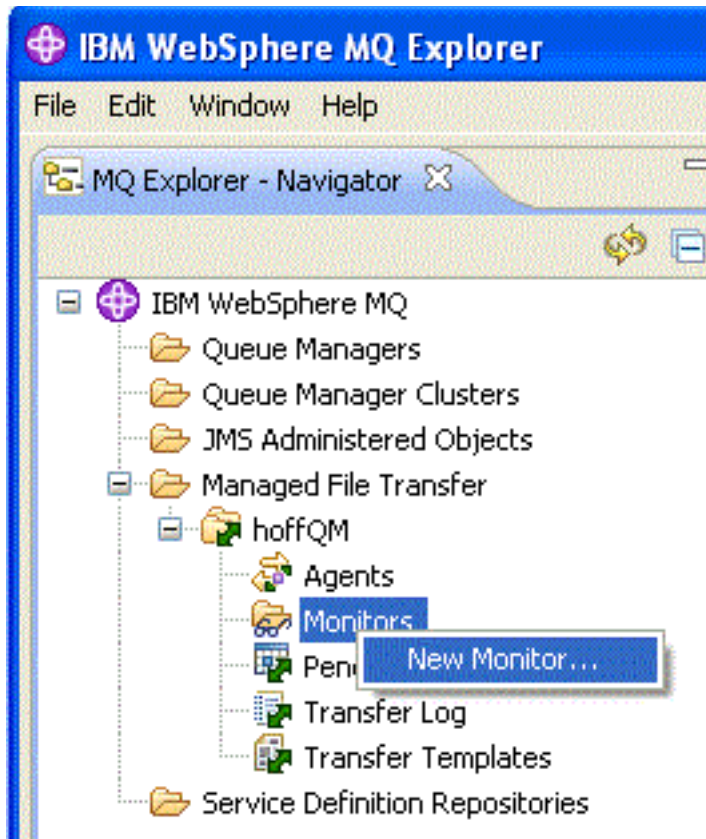 IBM WebSphere MQ Explorer
File Edit Window Help
MQ Explorer - Navigator
IBM WebSphere MQ
Queue Managers
Queue Manager Clusters
JMS Administered Objects
Managed File Transfer
hoffQM
Agents
Monitors
New Monitor...
Transfer Log
Transfer Templates
Service Definition Repositories